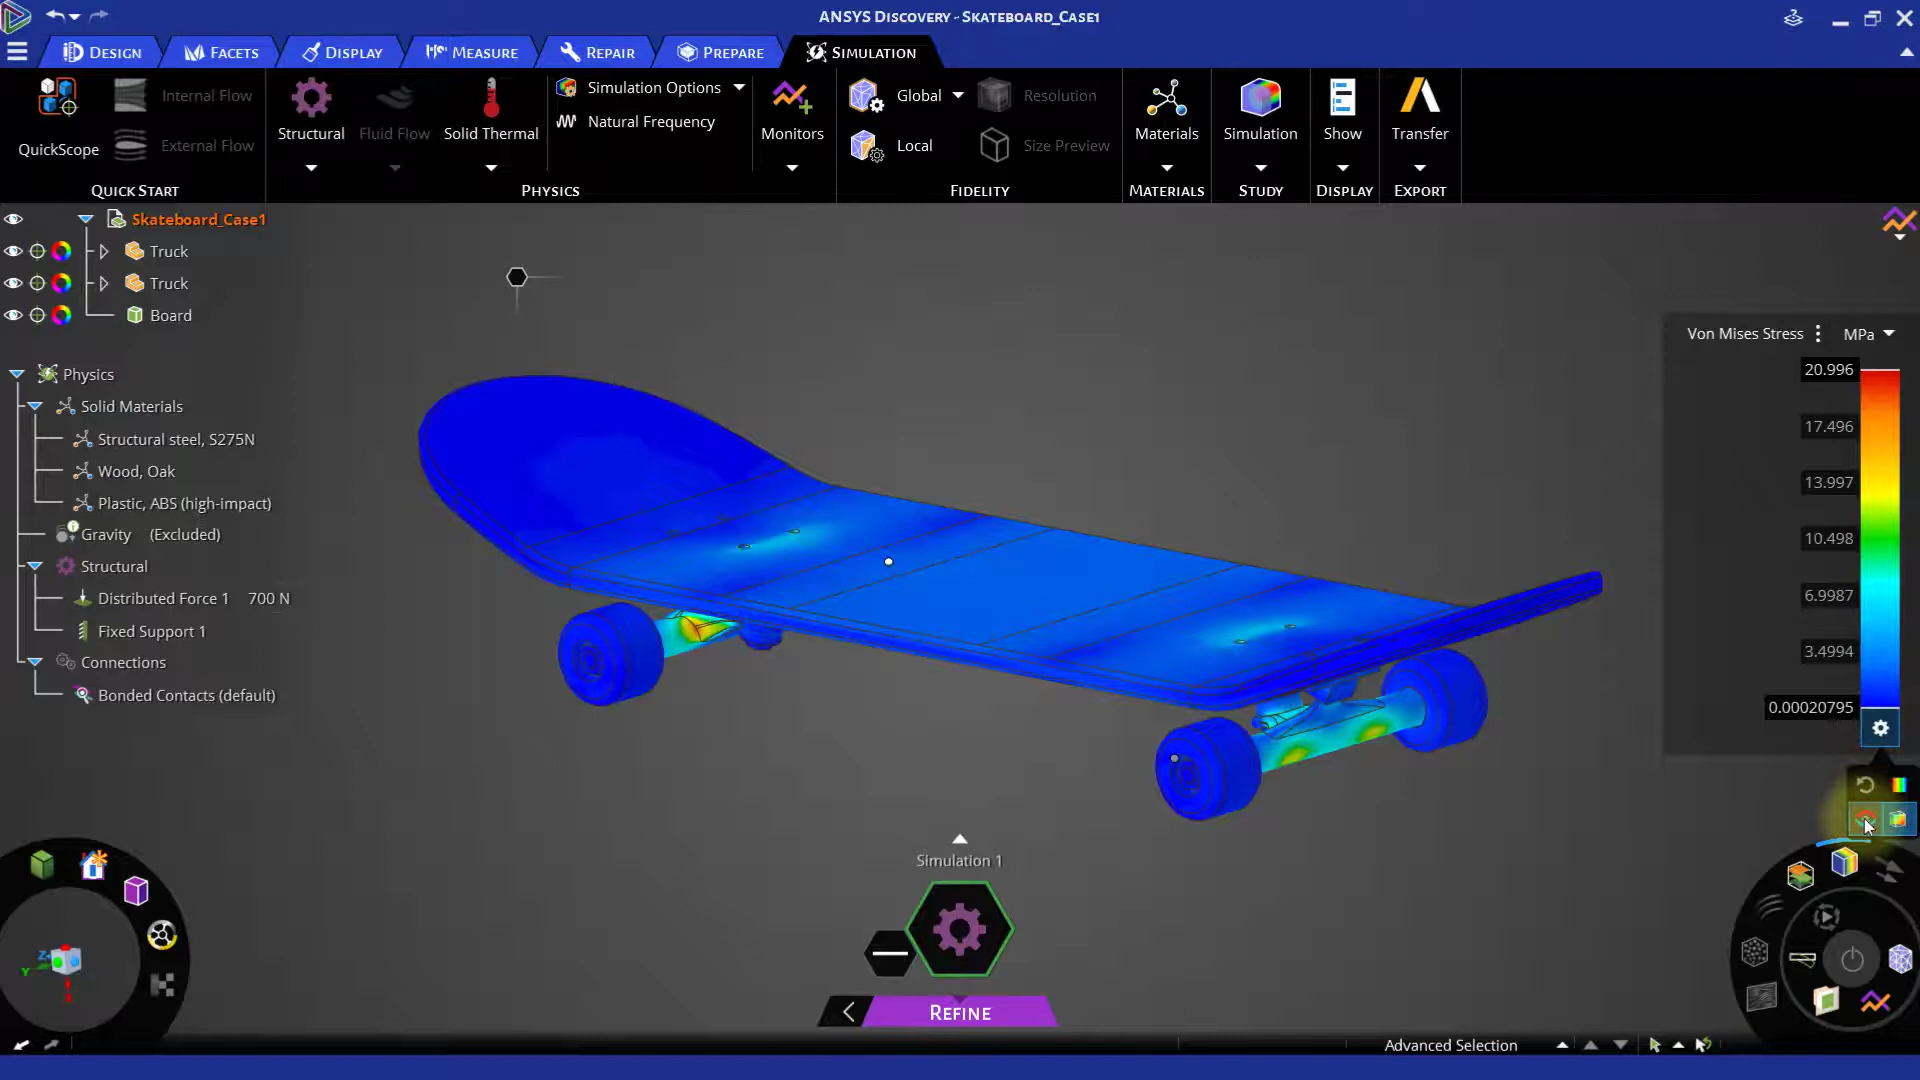 ANSYS Discovery - Skateboard_Case1
Design
Facets
Display
Measure
Repair
Prepare
Simulation
QuickScope
Internal Flow
External Flow
Quick Start
Structural
Fluid Flow
Solid Thermal
Simulation Options
Natural Frequency
Physics
Monitors
Global
Local
Resolution
Size Preview
Fidelity
Materials
Materials
Simulation
Study
Show
Display
Transfer
Export
Skateboard_Case1
Truck
Truck
Board
Physics
Solid Materials
Structural steel, S275N
Wood, Oak
Plastic, ABS (high-impact)
Gravity (Excluded)
Structural
Distributed Force 1 700 N
Fixed Support 1
Connections
Bonded Contacts (default)
Von Mises Stress MPa
20.996
17.496
13.997
10.498
6.9987
3.4994
0.00020795
Simulation 1
Refine
Z
Y
Advanced Selection